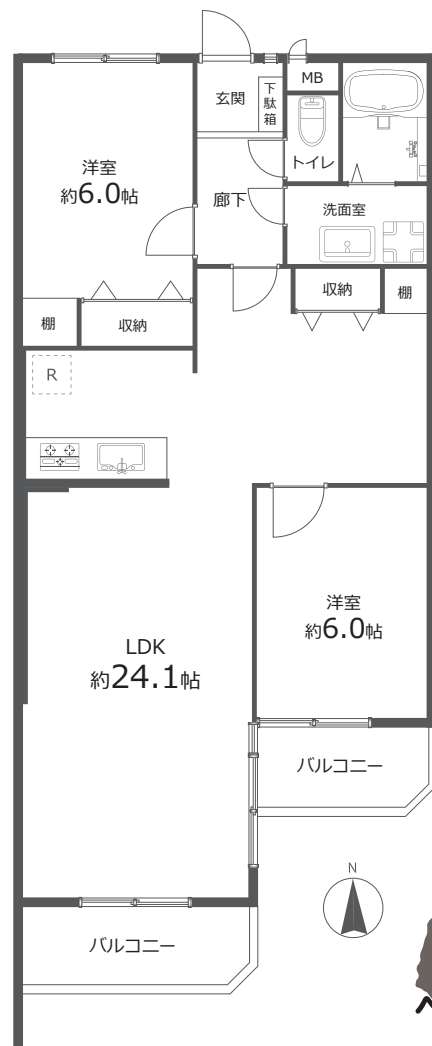 MB
玄関
下駄箱
トイレ
洋室
約6.0帖
廊下
洗面室
棚
収納
収納
棚
R
洋室
約6.0帖
LDK
約24.1帖
バルコニー
N
バルコニー